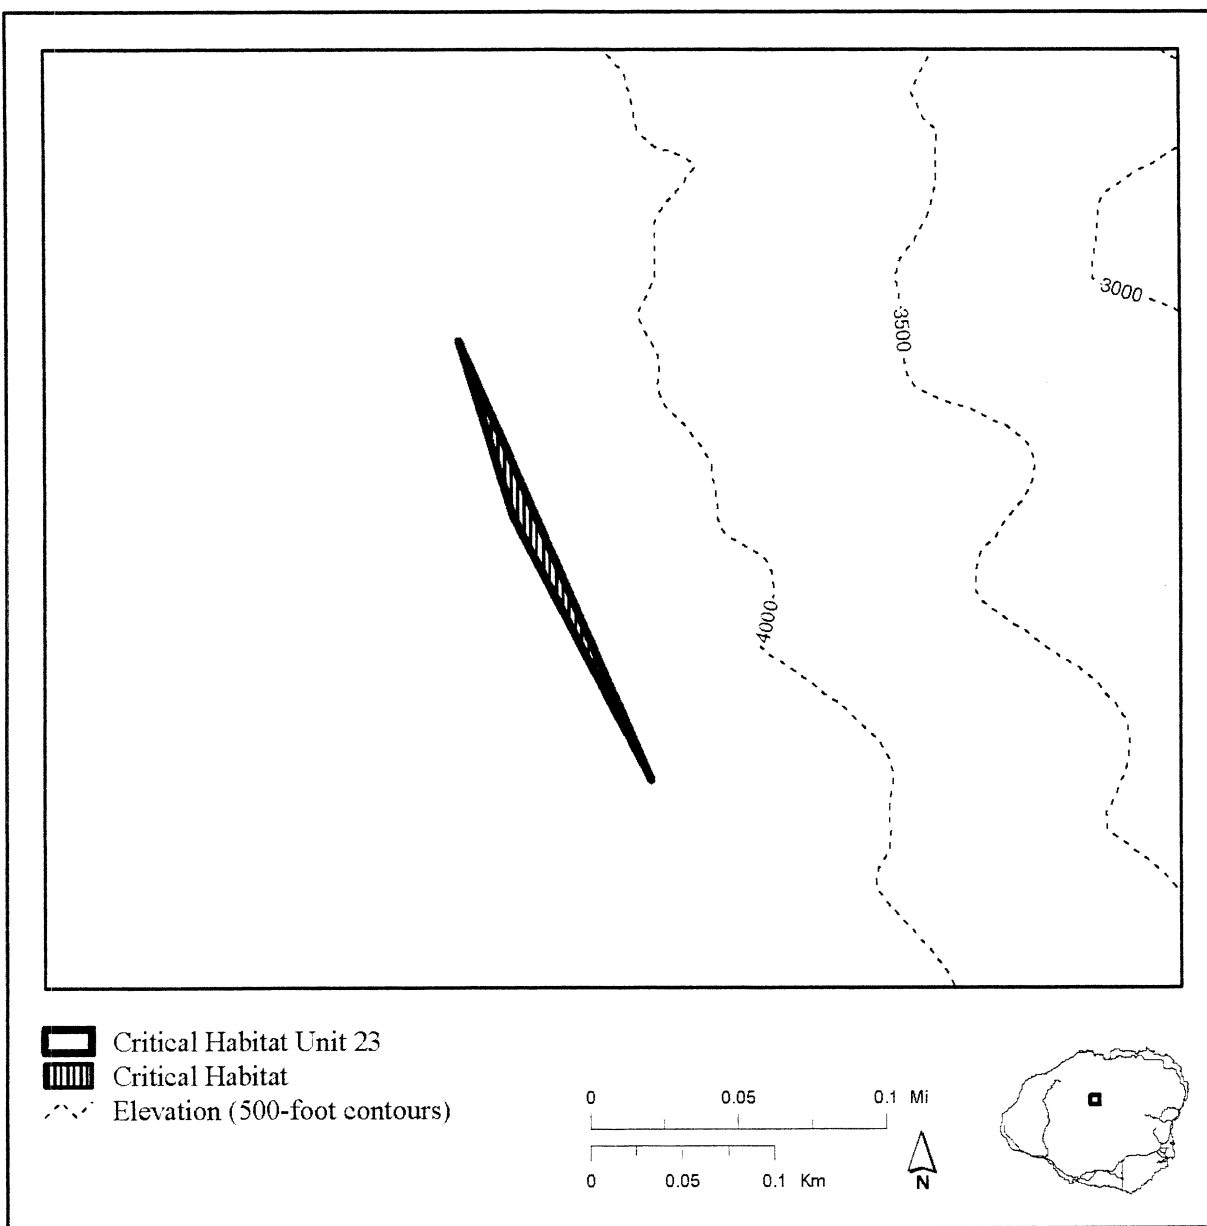 3000
3500
4000
Critical Habitat Unit 23
Critical Habitat
Elevation (500-foot contours)
0 0.05 0.1 Mi
0 0.05 0.1 Km
N